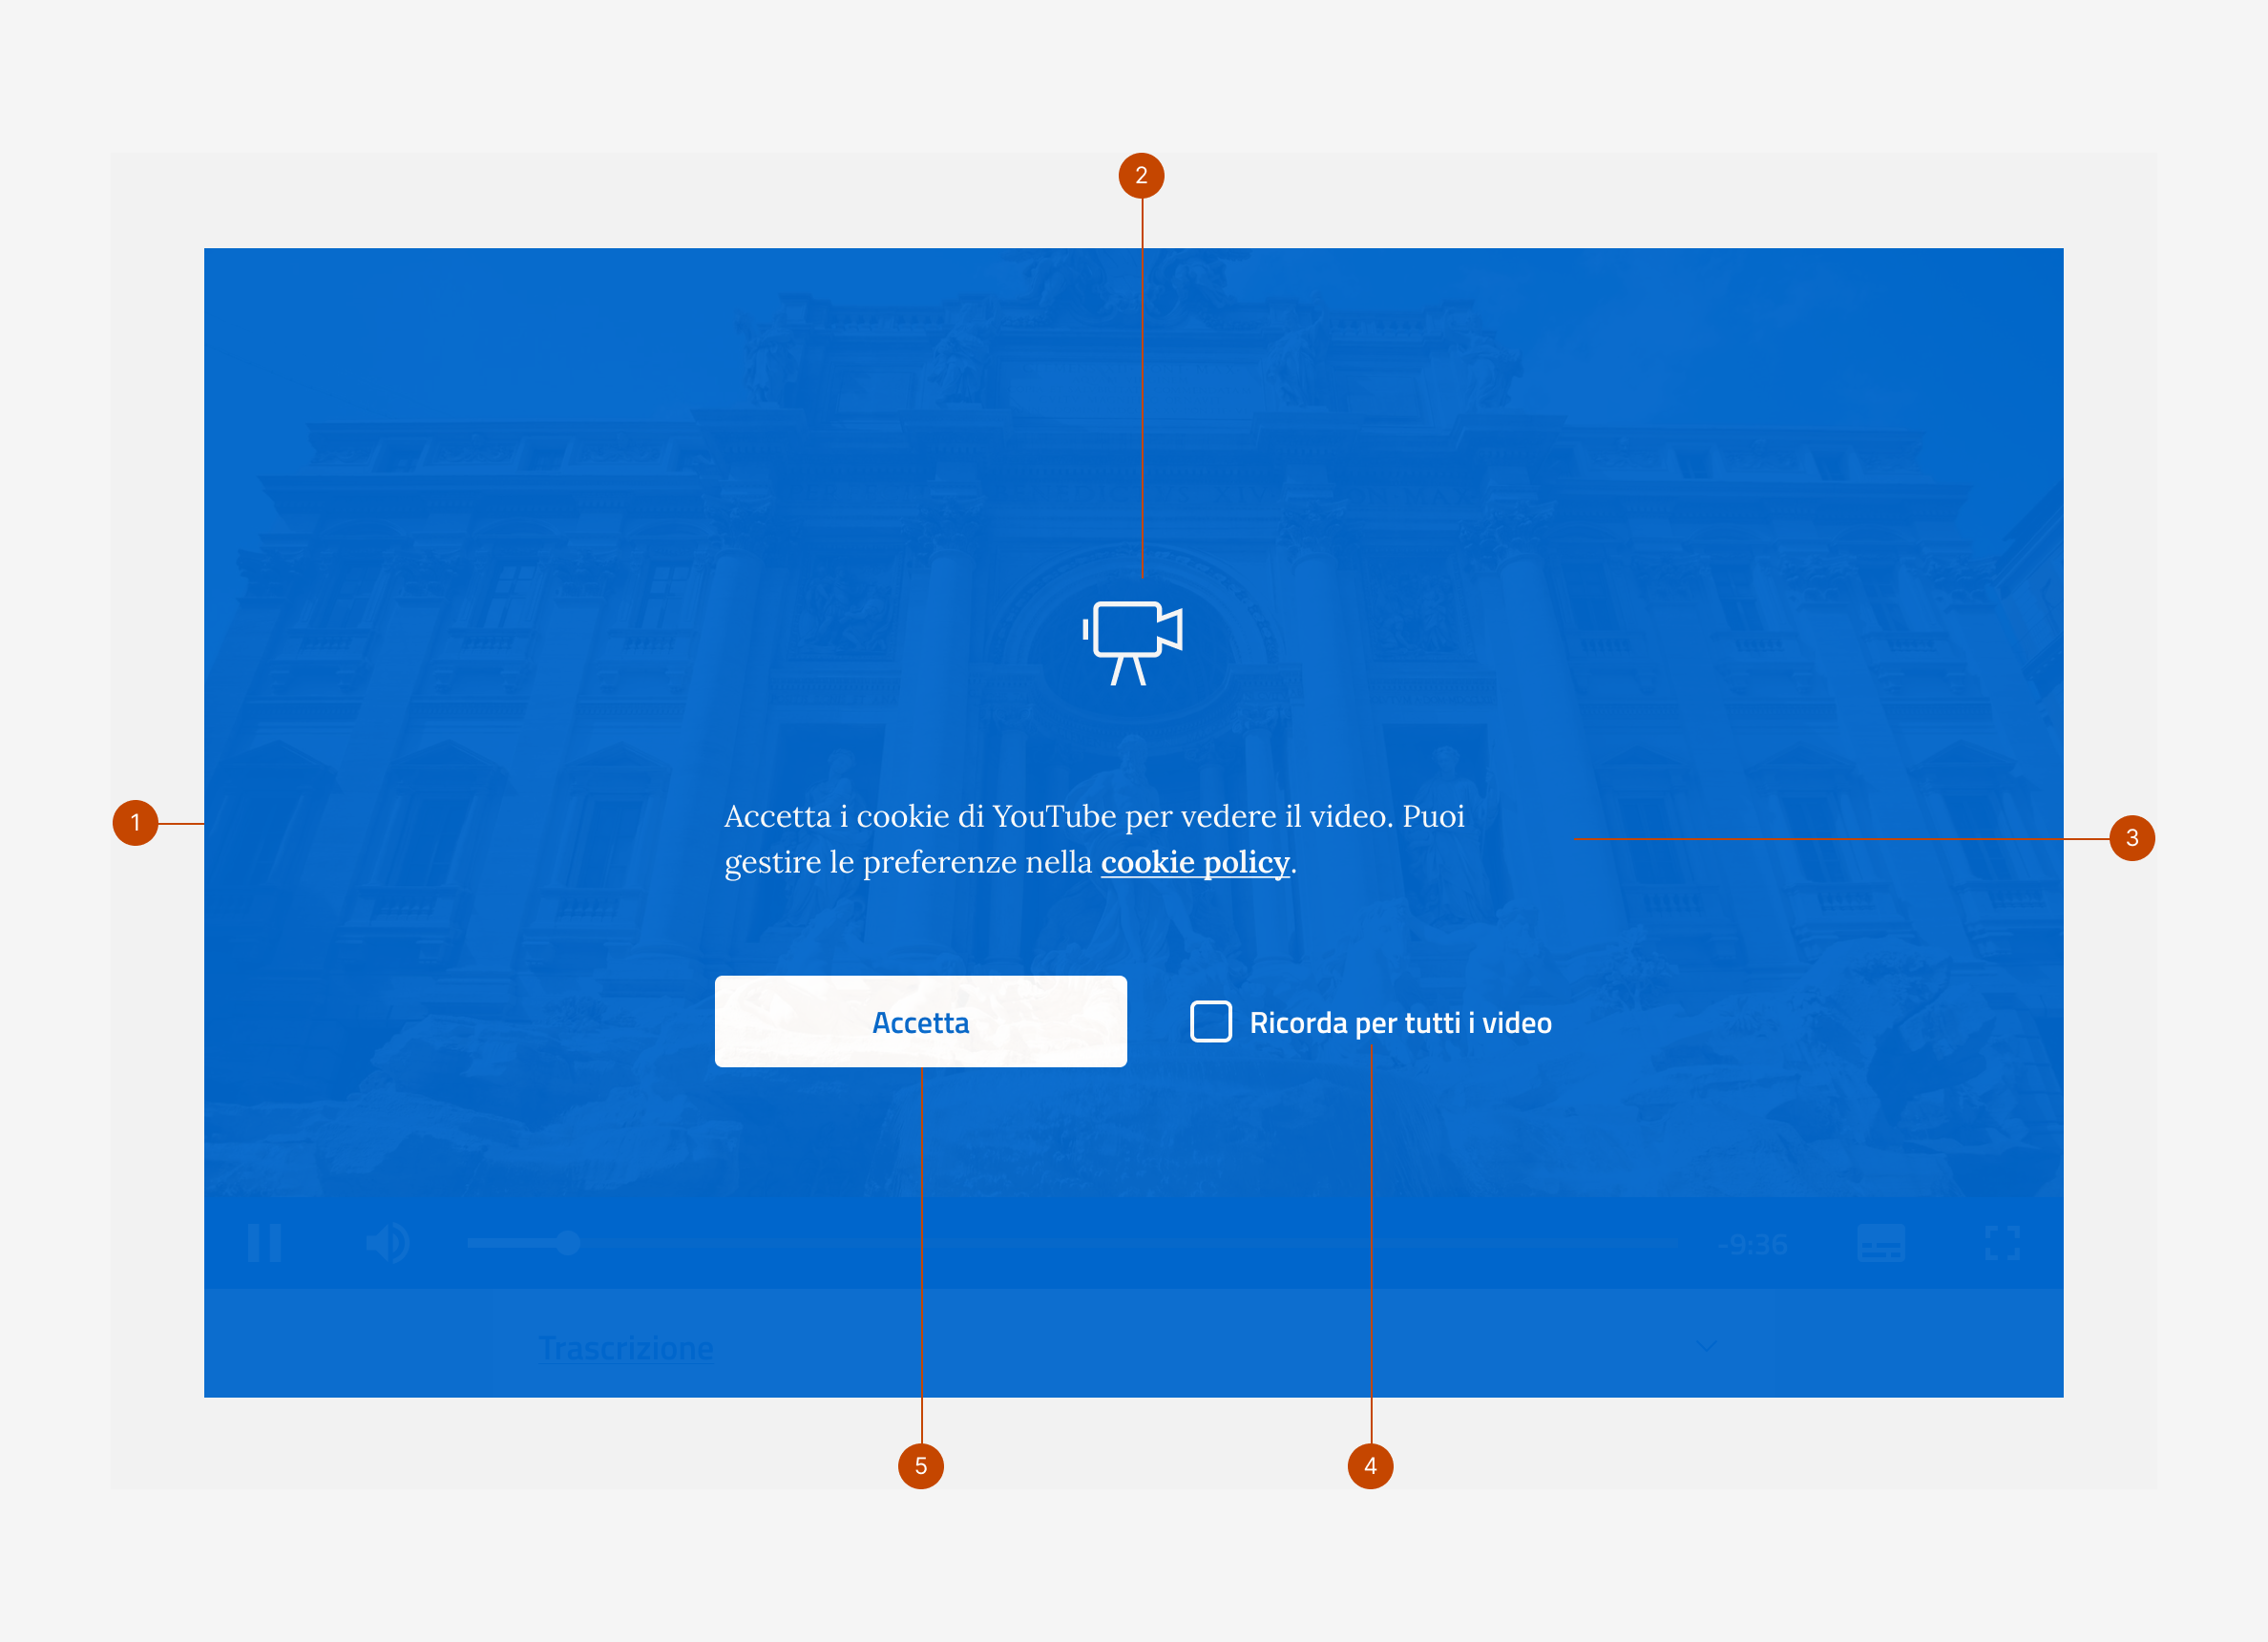 2
1
Accetta i cookie di YouTube per vedere il video. Puoi
gestire le preferenze nella cookie policy.
3
Accetta
Ricorda per tutti i video
-9:36
Trascrizione
5
4